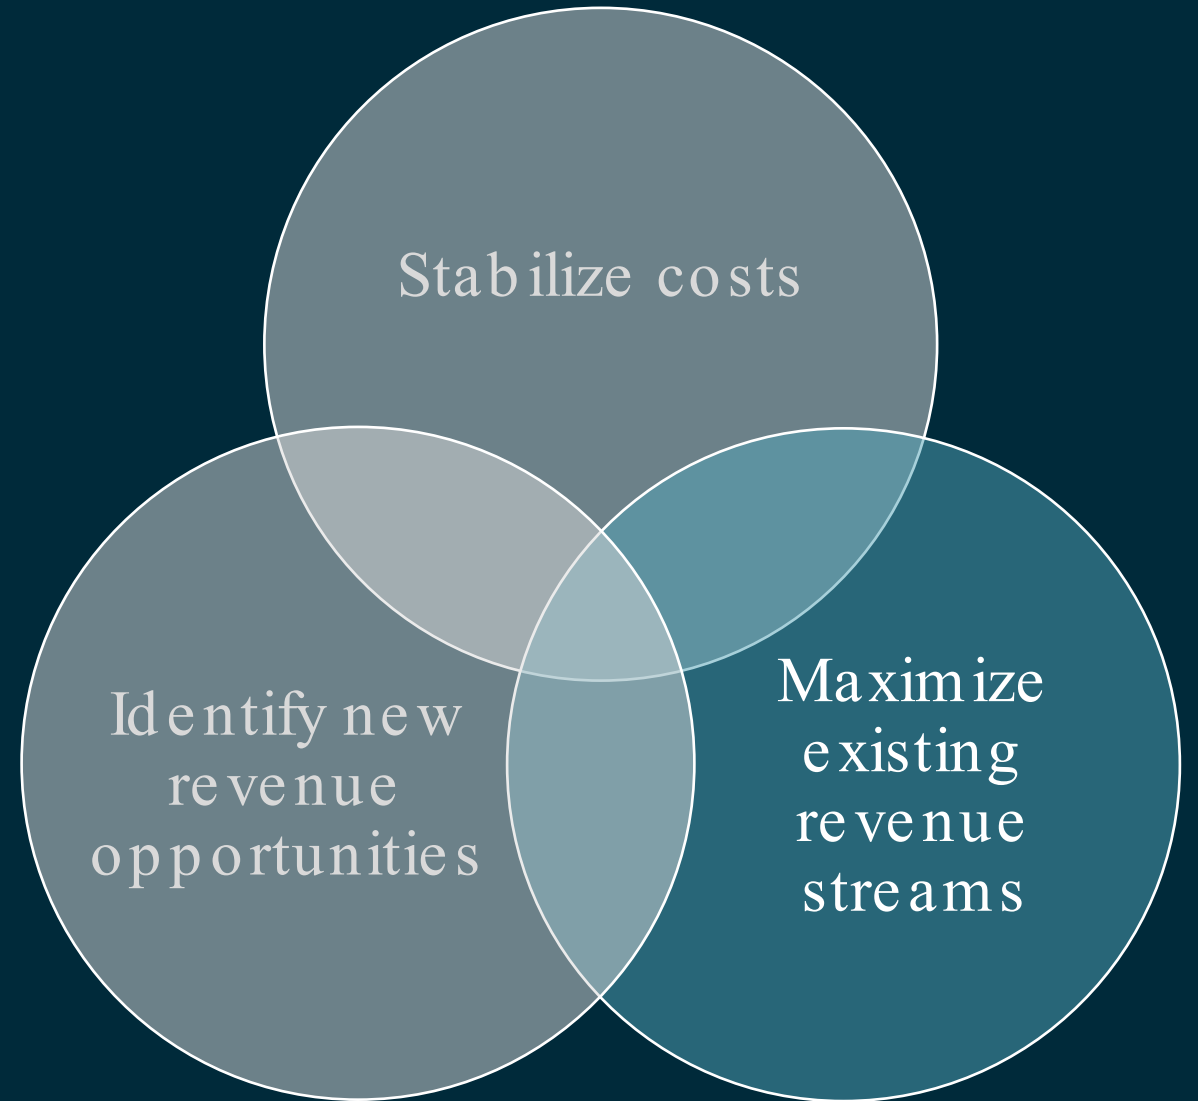 Stabilize costs
Identify new
revenue
opportunities
Maximize
existing
revenue
streams